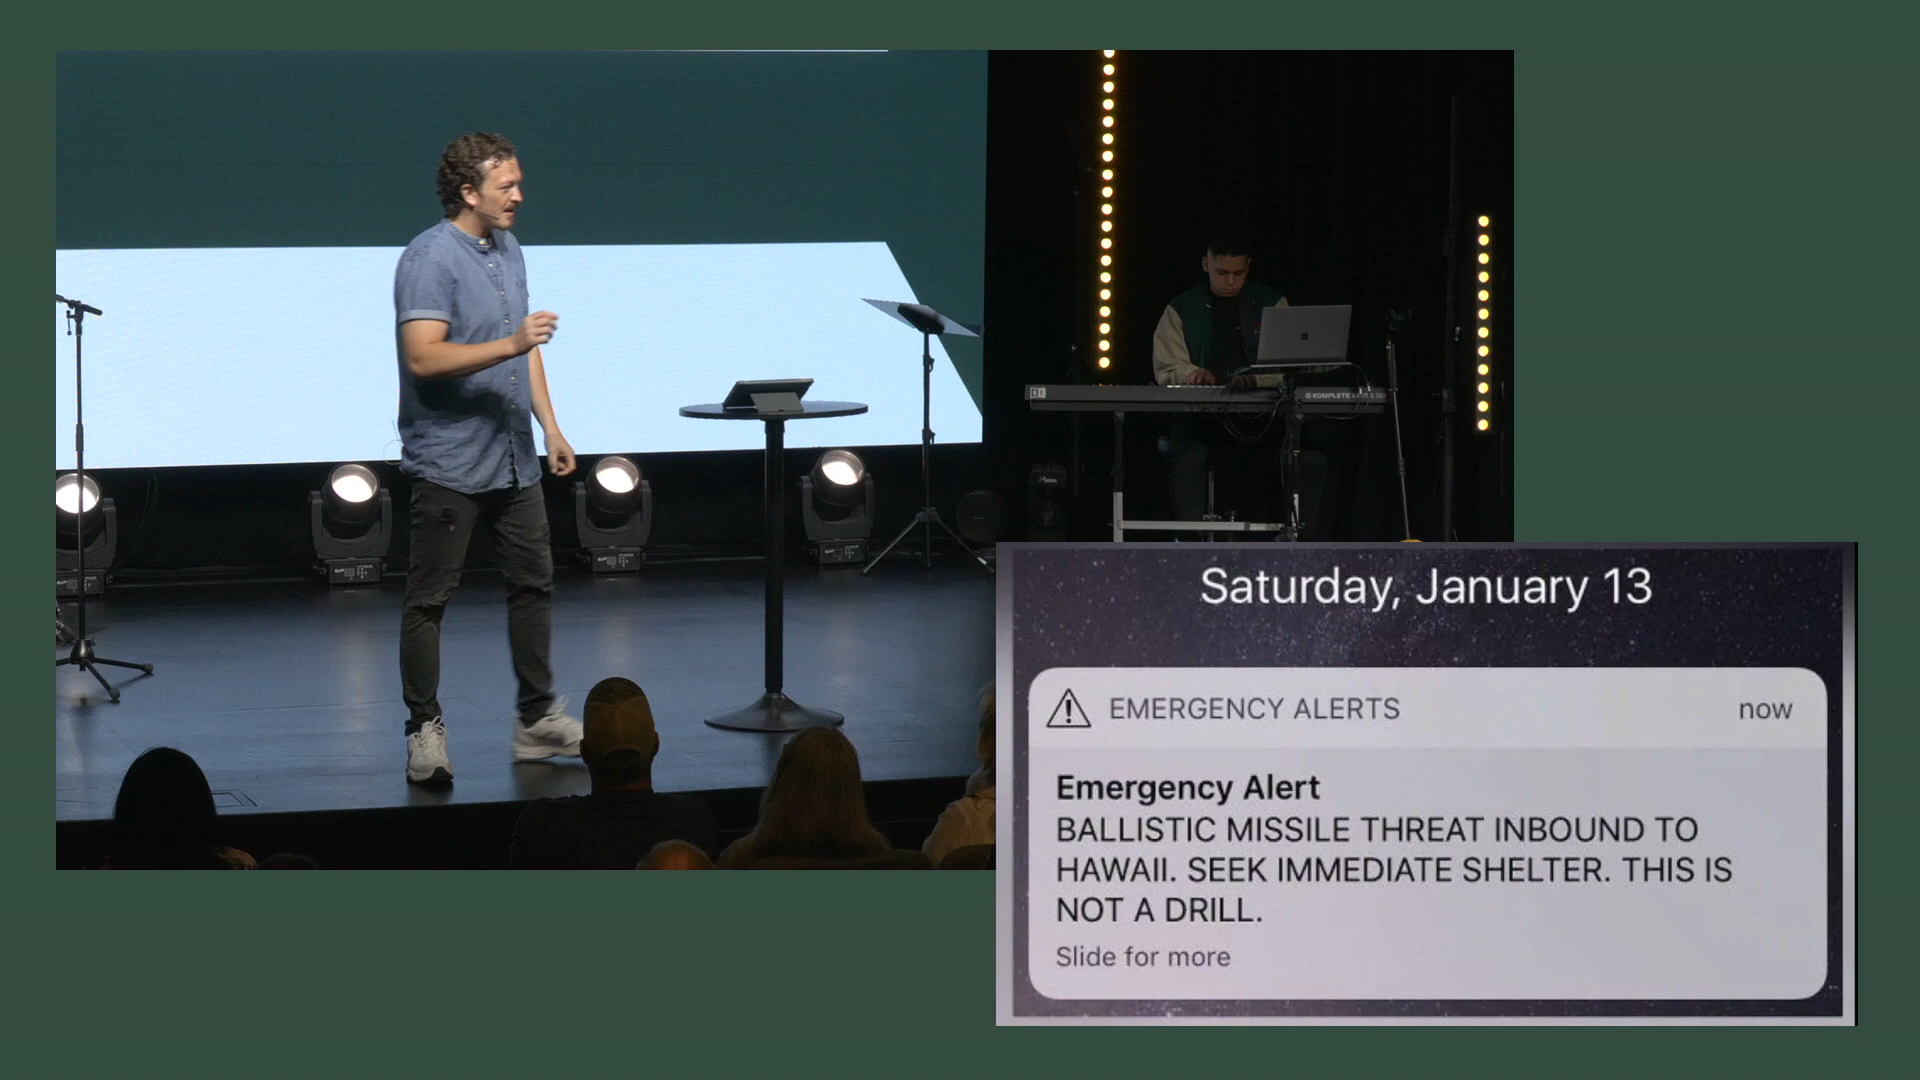 KOMPLETE
Saturday, January 13
EMERGENCY ALERTS
now
Emergency Alert
BALLISTIC MISSILE THREAT INBOUND TO
HAWAII. SEEK IMMEDIATE SHELTER. THIS IS
NOT A DRILL.
Slide for more